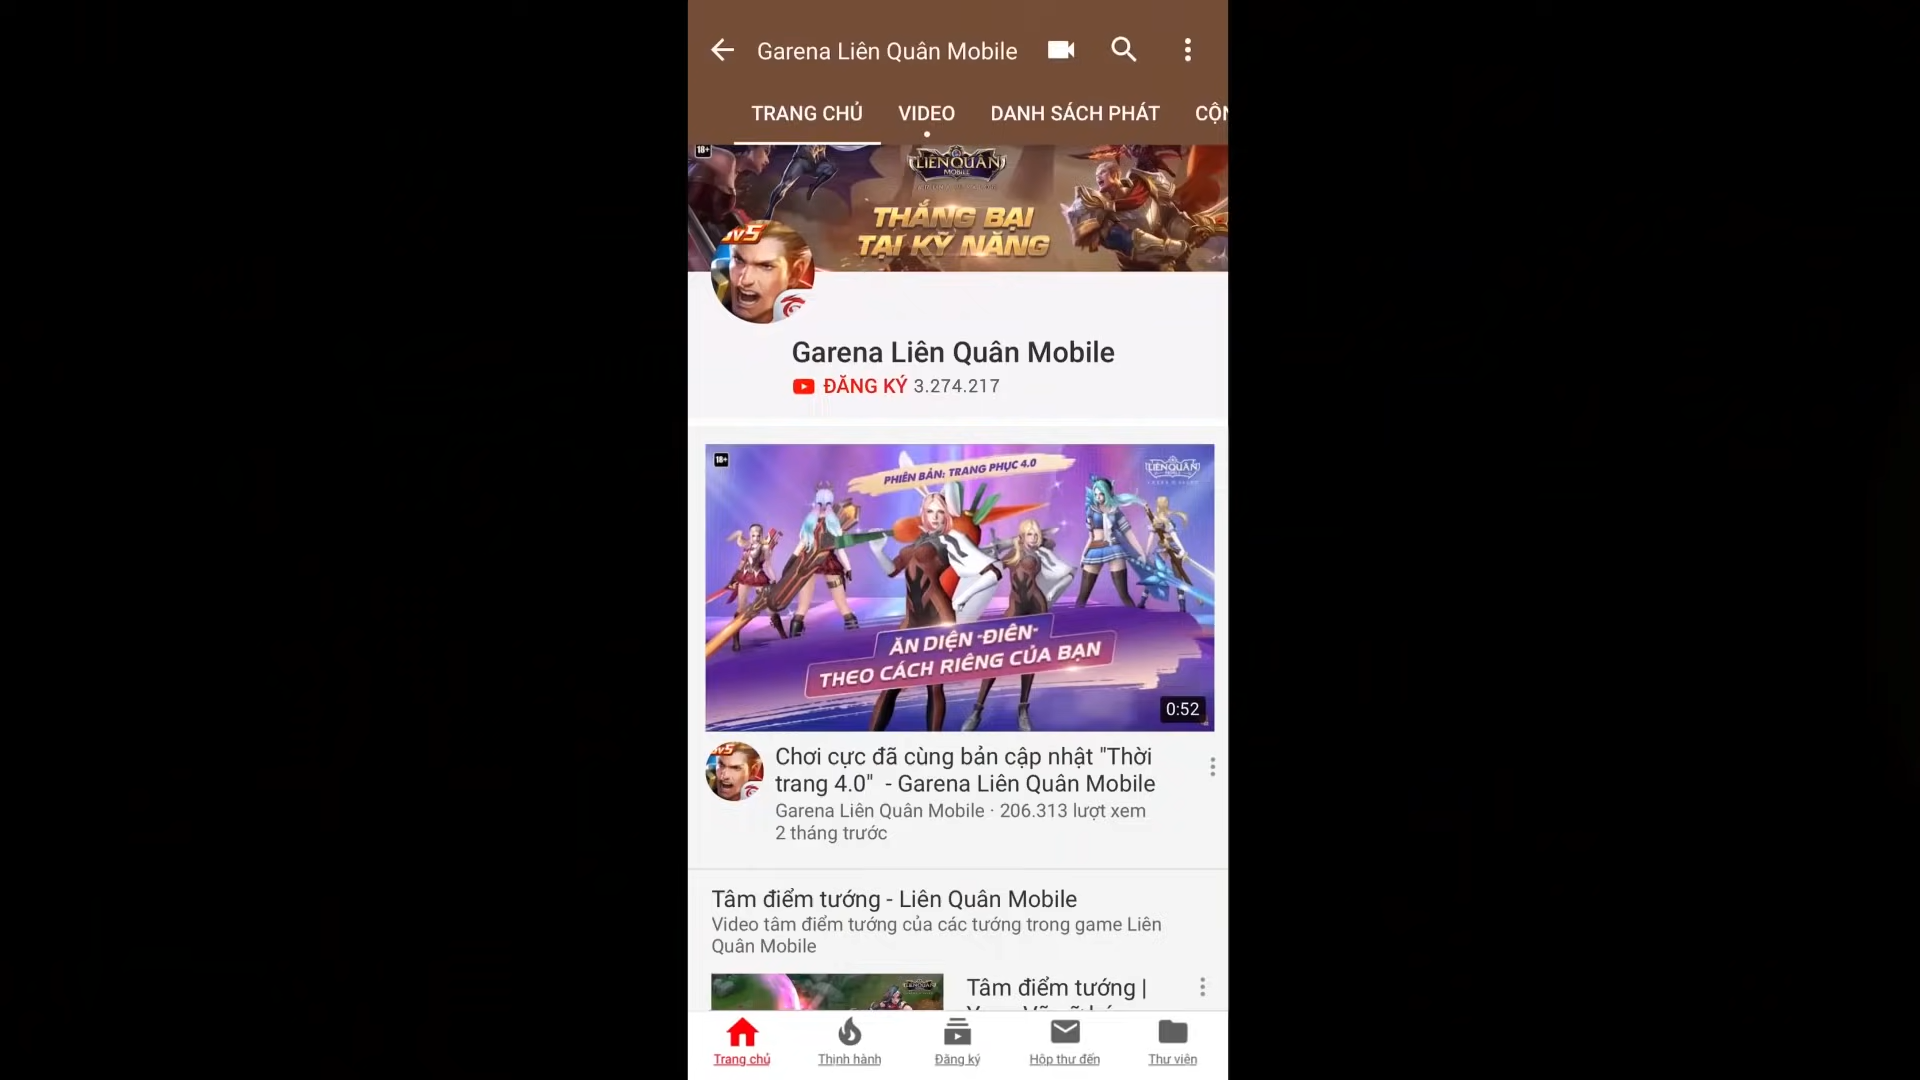 Garena Liên Quân Mobile
TRANG CHỦ VIDEO DANH SÁCH PHÁT CỘN
18+
LIÊN QUÂN
MOBILE
THẮNG BẠI
TẠI KỸ NĂNG
5V5
Garena Liên Quân Mobile
ĐĂNG KÝ 3.274.217
18+
PHIÊN BẢN: TRANG PHỤC 4.0
LIÊN QUÂN
MOBILE
ĂN DIỆN "ĐIÊN"
THEO CÁCH RIÊNG CỦA BẠN
0:52
5V5
Chơi cực đã cùng bản cập nhật "Thời
trang 4.0" - Garena Liên Quân Mobile
Garena Liên Quân Mobile · 206.313 lượt xem
2 tháng trước
Tâm điểm tướng - Liên Quân Mobile
Video tâm điểm tướng của các tướng trong game Liên
Quân Mobile
LIÊN QUÂN
Tâm điểm tướng |
Trang chủ Thịnh hành Đăng ký Hộp thư đến Thư viện